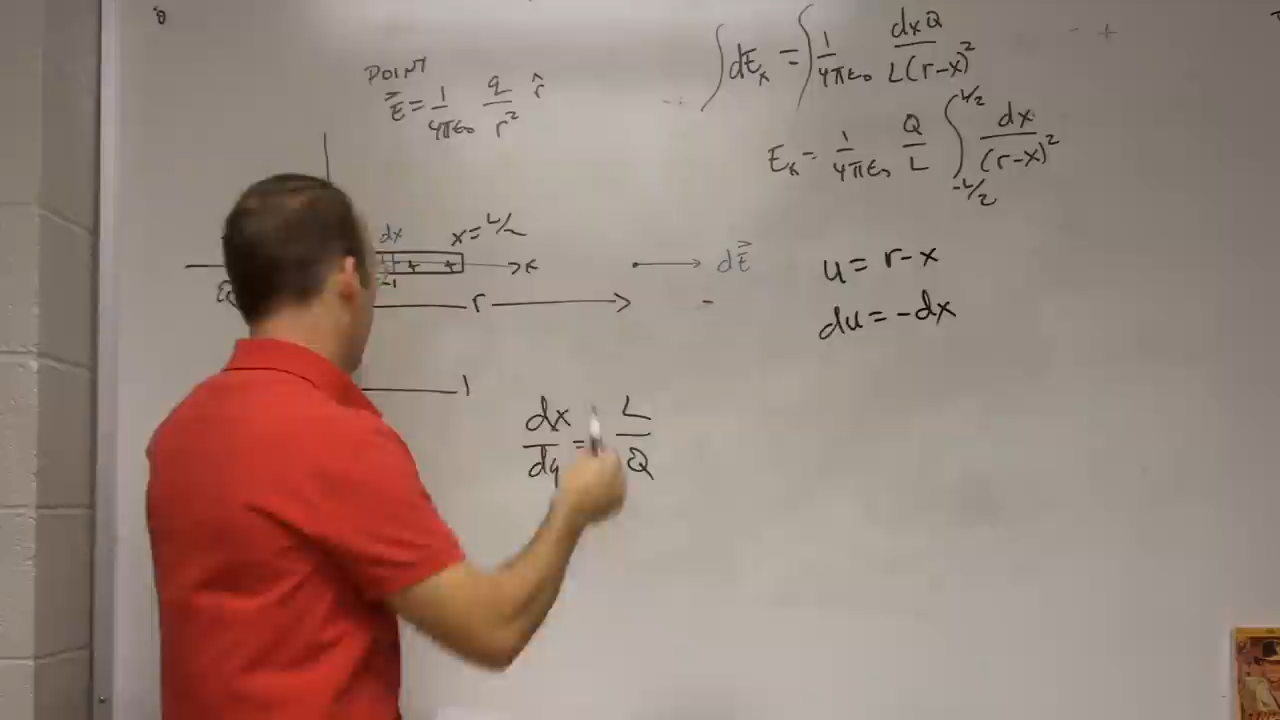 POINT
E⃗ = 1/4πε₀ q/r² r̂
∫dEₓ = ∫ 1/4πε₀ dxQ/L(r-x)²
Eₓ = 1/4πε₀ Q/L ∫_{-L/2}^{L/2} dx/(r-x)²
dx
x = L/2
+ +
x
dE⃗
r
u = r-x
du = -dx
dx/dq = L/Q